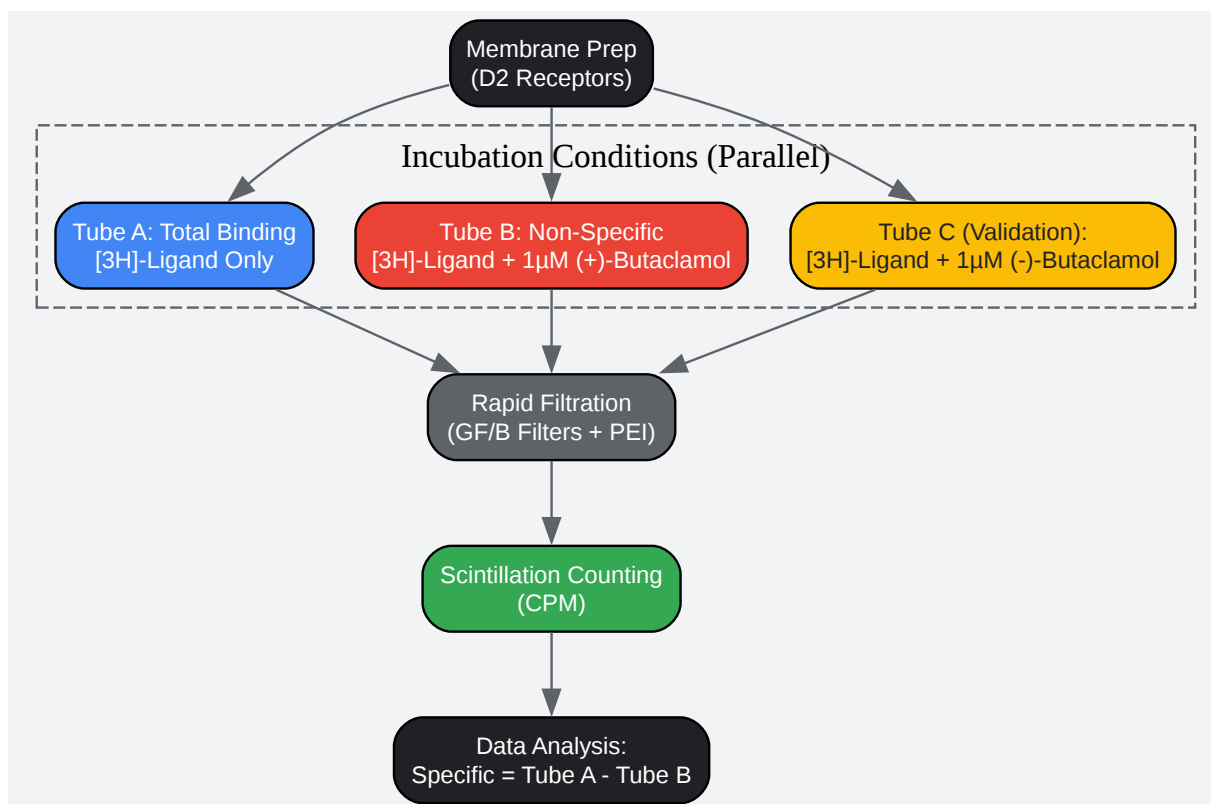 Membrane Prep
(D2 Receptors)
Incubation Conditions (Parallel)
Tube A: Total Binding
[3H]-Ligand Only
Tube B: Non-Specific
[3H]-Ligand + 1µM (+)-Butaclamol
Tube C (Validation):
[3H]-Ligand + 1µM (-)-Butaclamol
Rapid Filtration
(GF/B Filters + PEI)
Scintillation Counting
(CPM)
Data Analysis:
Specific = Tube A - Tube B